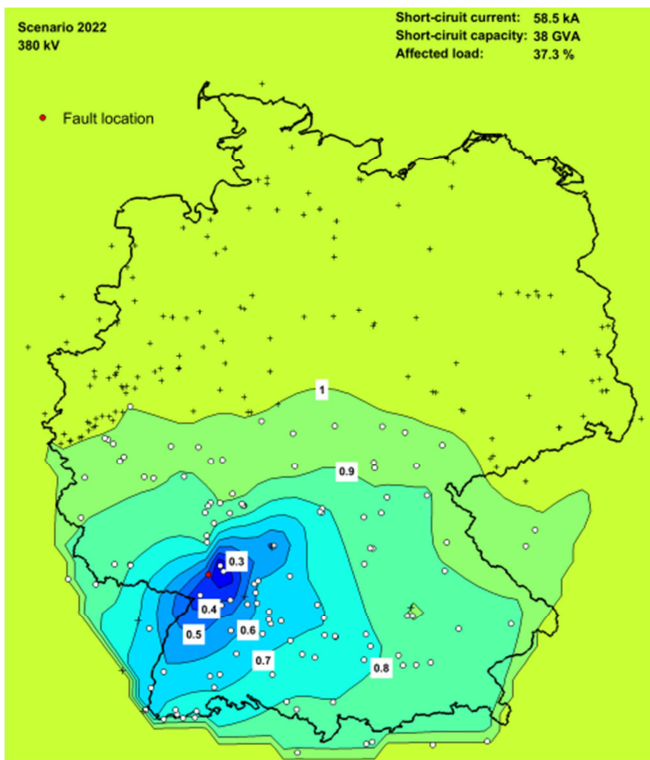 Scenario 2022
380 kV
Short-ciruit current: 58.5 kA
Short-ciruit capacity: 38 GVA
Affected load: 37.3 %
Fault location
1
0.9
0.3
0.4
0.5
0.6
0.7
0.8